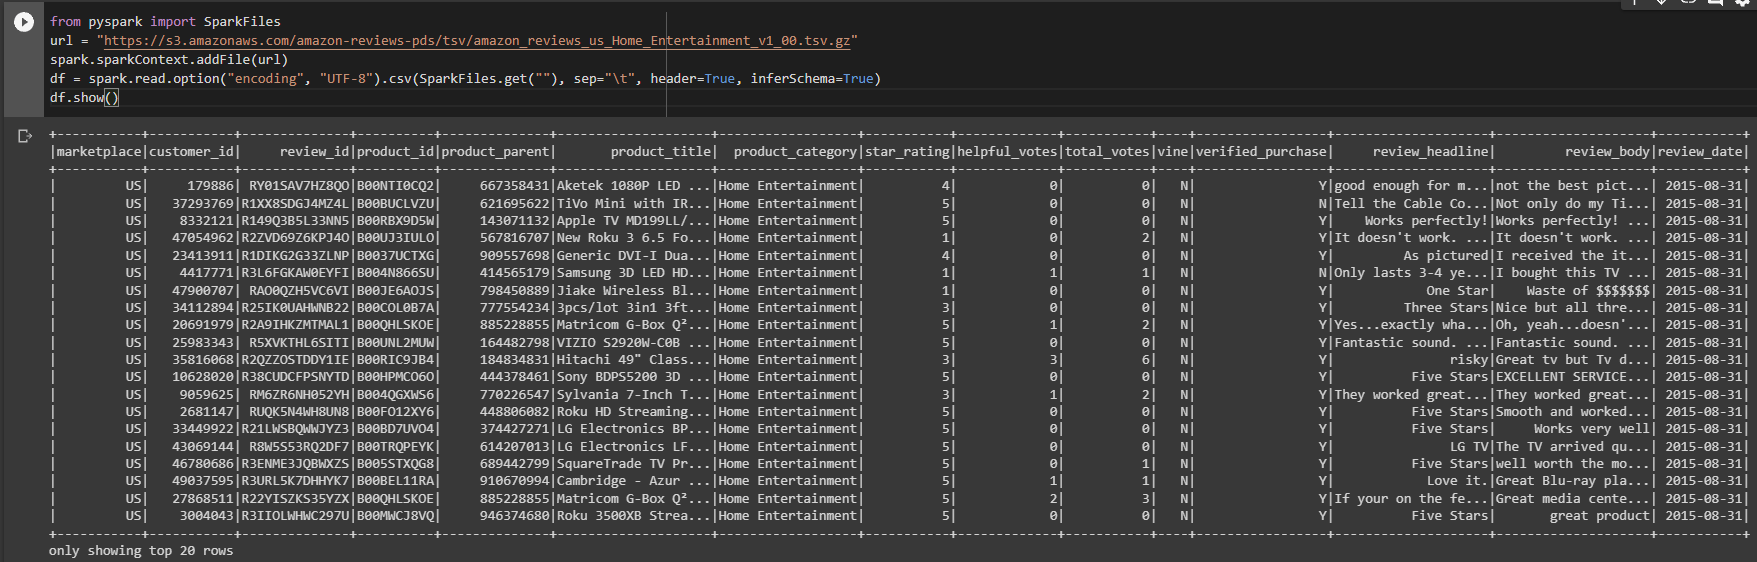 from pyspark import SparkFiles
url = "https://s3.amazonaws.com/amazon-reviews-pds/tsv/amazon_reviews_us_Home_Entertainment_v1_00.tsv.gz"
spark.sparkContext.addFile(url)
df = spark.read.option("encoding", "UTF-8").csv(SparkFiles.get(""), sep="\t", header=True, inferSchema=True)
df.show()
+-----------+-----------+--------------+----------+--------------+--------------------+------------------+-----------+-------------+-----------+----+-----------------+--------------------+--------------------+-----------+
|marketplace|customer_id|     review_id|product_id|product_parent|       product_title|  product_category|star_rating|helpful_votes|total_votes|vine|verified_purchase|     review_headline|         review_body|review_date|
+-----------+-----------+--------------+----------+--------------+--------------------+------------------+-----------+-------------+-----------+----+-----------------+--------------------+--------------------+-----------+
|         US|     179886|RY01SAV7HZ8QO|B00NTI0CQ2|     667358431|Aketek 1080P LED ...|Home Entertainment|          4|            0|          0|   N|                Y|good enough for m...|not the best pict...| 2015-08-31|
|         US|   37293769|R1XX8SDGJ4MZ4L|B00BUCLVZU|     621695622|TiVo Mini with IR...|Home Entertainment|          5|            0|          0|   N|                N|Tell the Cable Co...|Not only do my Ti...| 2015-08-31|
|         US|    8332121|R149Q3B5L33NN5|B00RBX9D5W|     143071132|Apple TV MD199LL/...|Home Entertainment|          5|            0|          0|   N|                Y|    Works perfectly!|Works perfectly! ...| 2015-08-31|
|         US|   47054962|R2ZVD69Z6KPJ4O|B00UJ3IULO|     567816707|New Roku 3 6.5 Fo...|Home Entertainment|          1|            0|          2|   N|                Y|It doesn't work. ...|It doesn't work. ...| 2015-08-31|
|         US|   23413911|R1DIKG2G33ZLNP|B0037UCTXG|     909557698|Generic DVI-I Dua...|Home Entertainment|          4|            0|          0|   N|                Y|         As pictured|I received the it...| 2015-08-31|
|         US|    4417771|R3L6FGKAW0EYFI|B004N866SU|     414565179|Samsung 3D LED HD...|Home Entertainment|          1|            1|          1|   N|                N|Only lasts 3-4 ye...|I bought this TV ...| 2015-08-31|
|         US|   47900707| RAO0QZH5VC6VI|B00JE6AOJS|     798450889|Jiake Wireless Bl...|Home Entertainment|          1|            0|          0|   N|                Y|            One Star|    Waste of $$$$$$$| 2015-08-31|
|         US|   34112894|R25IK0UAHWNB22|B00COL0B7A|     777554234|3pcs/lot 3in1 3ft...|Home Entertainment|          3|            0|          0|   N|                Y|         Three Stars|Nice but all thre...| 2015-08-31|
|         US|   20691979|R2A9IHKZMTMAL1|B00QHLSKOE|     885228855|Matricom G-Box Q²...|Home Entertainment|          5|            1|          2|   N|                Y|Yes...exactly wha...|Oh, yeah...doesn'...| 2015-08-31|
|         US|   25983343| R5XVKTHL6SITI|B00UNL2MUW|     164482798|VIZIO S2920W-C0B ...|Home Entertainment|          5|            0|          0|   N|                Y|Fantastic sound. ...|Fantastic sound. ...| 2015-08-31|
|         US|   35816068|R2QZZOSTDDY1IE|B00RIC9JB4|     184834831|Hitachi 49" Class...|Home Entertainment|          3|            3|          6|   N|                Y|               risky|Great tv but Tv d...| 2015-08-31|
|         US|   10628020|R38CUDCFPSNYTD|B00HPMCO6O|     444378461|Sony BDPS5200 3D ...|Home Entertainment|          5|            0|          0|   N|                Y|          Five Stars|EXCELLENT SERVICE...| 2015-08-31|
|         US|    9059625| RM6ZR6NH052YH|B004QGXWS6|     770226547|Sylvania 7-Inch T...|Home Entertainment|          3|            1|          2|   N|                Y|They worked great...|They worked great...| 2015-08-31|
|         US|    2681147| RUQK5N4WH8UN8|B00FO12XY6|     448806082|Roku HD Streaming...|Home Entertainment|          5|            0|          0|   N|                Y|          Five Stars|Smooth and worked...| 2015-08-31|
|         US|   33449922|R21LWSBQWWJYZ3|B00BD7UVO4|     374427271|LG Electronics BP...|Home Entertainment|          5|            0|          0|   N|                Y|          Five Stars|     Works very well| 2015-08-31|
|         US|   43069144| R8W5S53RQ2DF7|B00TRQPEYK|     614207013|LG Electronics LF...|Home Entertainment|          5|            0|          0|   N|                Y|               LG TV|The TV arrived qu...| 2015-08-31|
|         US|   46780686|R3ENME3JQBWXZS|B005STXQG8|     689442799|SquareTrade TV Pr...|Home Entertainment|          5|            0|          1|   N|                Y|          Five Stars|well worth the mo...| 2015-08-31|
|         US|   49037595|R3URL5K7DHHYK7|B00BEL11RA|     910670994|Cambridge - Azur ...|Home Entertainment|          5|            1|          1|   N|                Y|            Love it.|Great Blu-ray pla...| 2015-08-31|
|         US|   27868511|R22YISZKS35YZX|B00QHLSKOE|     885228855|Matricom G-Box Q²...|Home Entertainment|          5|            2|          3|   N|                Y|If your on the fe...|Great media cente...| 2015-08-31|
|         US|    3004043|R3IIOLWHWC297U|B00MWCJ8VQ|     946374680|Roku 3500XB Strea...|Home Entertainment|          5|            0|          0|   N|                Y|          Five Stars|       great product| 2015-08-31|
+-----------+-----------+--------------+----------+--------------+--------------------+------------------+-----------+-------------+-----------+----+-----------------+--------------------+--------------------+-----------+
only showing top 20 rows